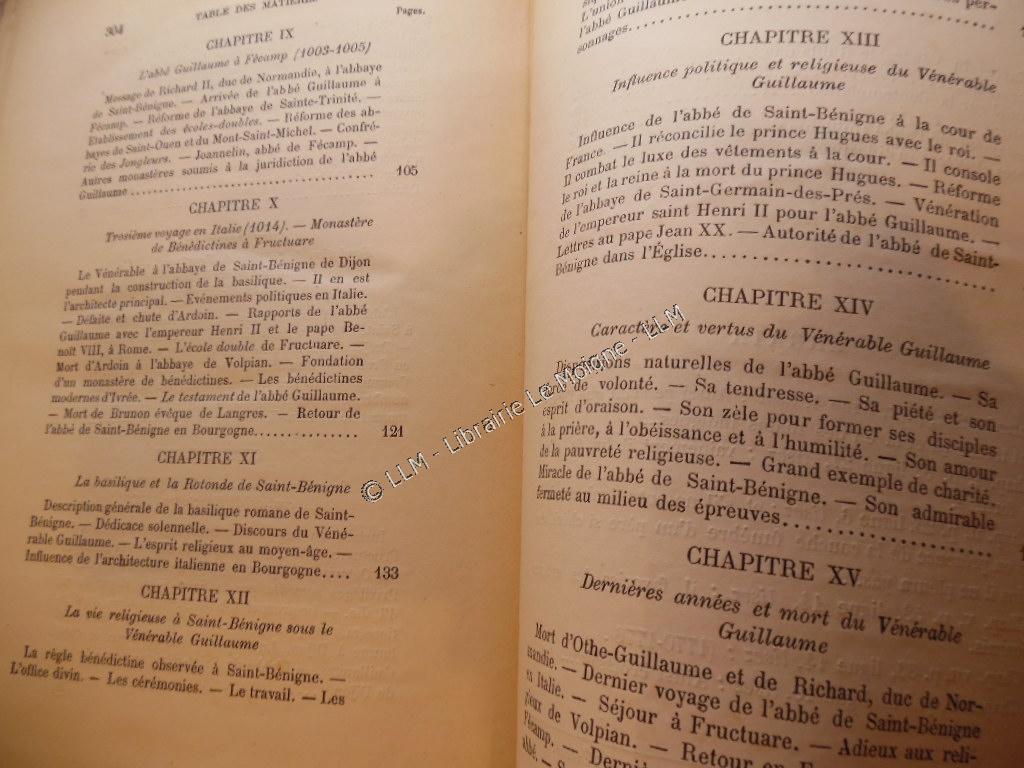 304
TABLE DES MATIÈRES
Pages.
CHAPITRE IX
L'abbé Guillaume à Fécamp (1003-1005)
Message de Richard II, duc de Normandie, à l'abbaye
de Saint-Bénigne. — Arrivée de l'abbé Guillaume à
Fécamp. — Réforme de l'abbaye de Sainte-Trinité. —
Etablissement des écoles-doubles. — Réforme des ab-
bayes de Saint-Ouen et du Mont-Saint-Michel. — Confré-
rie des Jongleurs. — Joannelin, abbé de Fécamp. —
Autres monastères soumis à la juridiction de l'abbé
Guillaume........................................ 105
CHAPITRE X
Troisième voyage en Italie (1014). — Monastère
de Bénédictines à Fructuare
Le Vénérable à l'abbaye de Saint-Bénigne de Dijon
pendant la construction de la basilique. — Il en est
l'architecte principal. — Evénements politiques en Italie.
— Défaite et chute d'Ardoin. — Rapports de l'abbé
Guillaume avec l'empereur Henri II et le pape Be-
noit VIII, à Rome. — L'école double de Fructuare. —
Mort d'Ardoin à l'abbaye de Volpian. — Fondation
d'un monastère de bénédictines. — Les bénédictines
modernes d'Ivrée. — Le testament de l'abbé Guillaume.
— Mort de Brunon évêque de Langres. — Retour de
l'abbé de Saint-Bénigne en Bourgogne................ 121
CHAPITRE XI
La basilique et la Rotonde de Saint-Bénigne
Description générale de la basilique romane de Saint-
Bénigne. — Dédicace solennelle. — Discours du Véné-
rable Guillaume. — L'esprit religieux au moyen-âge. —
Influence de l'architecture italienne en Bourgogne.... 133
CHAPITRE XII
La vie religieuse à Saint-Bénigne sous le
Vénérable Guillaume
La règle bénédictine observée à Saint-Bénigne. —
L'office divin. — Les cérémonies. — Le travail. — Les
L'union
per-
l'abbé Guillaume
sonnages........................................
CHAPITRE XIII
Influence politique et religieuse du Vénérable
Guillaume
Influence de l'abbé de Saint-Bénigne à la cour de
France. — Il réconcilie le prince Hugues avec le roi. —
Il combat le luxe des vêtements à la cour. — Il console
le roi et la reine à la mort du prince Hugues. — Réforme
de l'abbaye de Saint-Germain-des-Prés. — Vénération
de l'empereur saint Henri II pour l'abbé Guillaume. —
Lettres au pape Jean XX. — Autorité de l'abbé de Saint-
Bénigne dans l'Église........................................
CHAPITRE XIV
Caractère et vertus du Vénérable Guillaume
Dispositions naturelles de l'abbé Guillaume. — Sa
force de volonté. — Sa tendresse. — Sa piété et son
esprit d'oraison. — Son zèle pour former ses disciples
à la prière, à l'obéissance et à l'humilité. — Son amour
de la pauvreté religieuse. — Grand exemple de charité.
Miracle de l'abbé de Saint-Bénigne. — Son admirable
fermeté au milieu des épreuves........................
CHAPITRE XV
Dernières années et mort du Vénérable
Guillaume
Mort d'Othe-Guillaume et de Richard, duc de Nor-
mandie. — Dernier voyage de l'abbé de Saint-Bénigne
en Italie. — Séjour à Fructuare. — Adieux aux reli-
gieux de Volpian. — Retour en
Fécamp. — Derni
abbé.
© LLM - Librairie Le Moigne - LLM